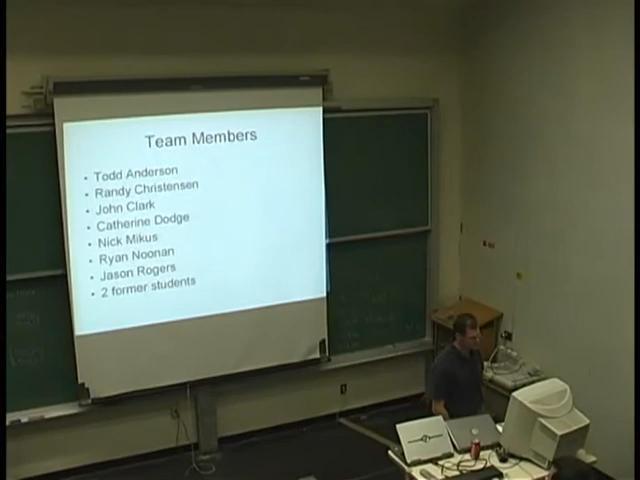 Team Members
• Todd Anderson
• Randy Christensen
• John Clark
• Catherine Dodge
• Nick Mikus
• Ryan Noonan
• Jason Rogers
• 2 former students